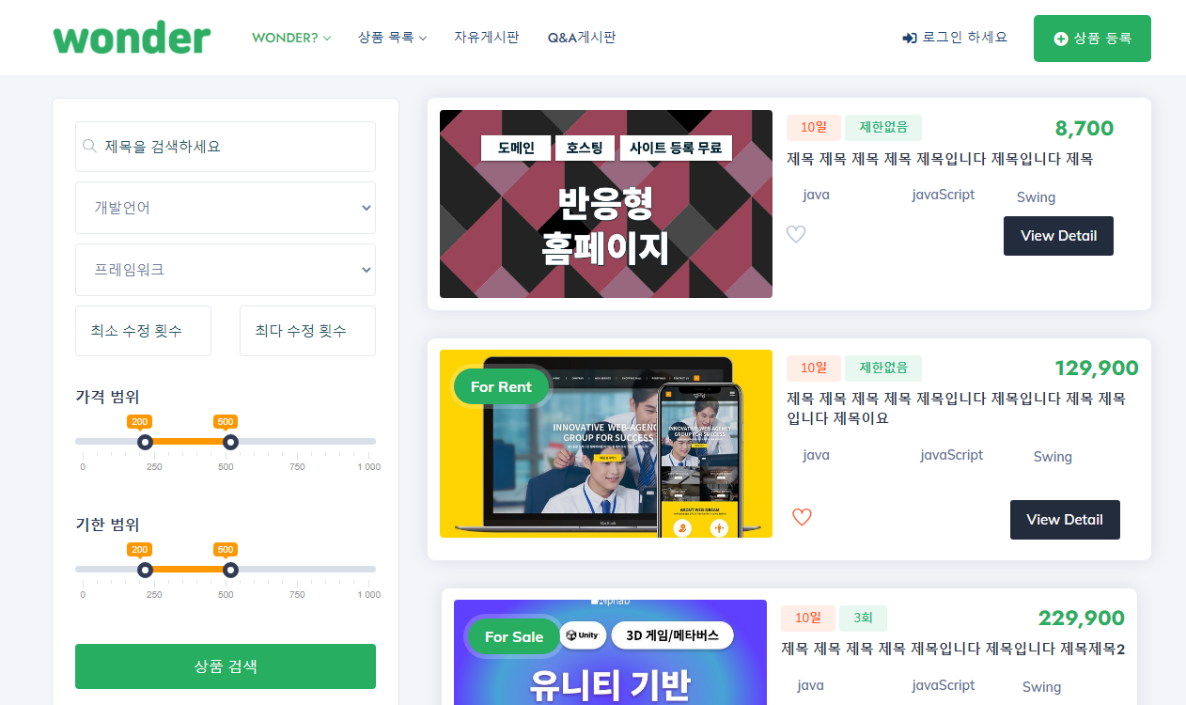 wonder
WONDER?
상품 목록
자유게시판
Q&A게시판
로그인 하세요
상품 등록
제목을 검색하세요
개발언어
프레임워크
최소 수정 횟수
최다 수정 횟수
가격 범위
200 500
0 250 500 750 1 000
기한 범위
200 500
0 250 500 750 1 000
상품 검색
도메인 호스팅 사이트 등록 무료
반응형
홈페이지
10일 제한없음 8,700
제목 제목 제목 제목 제목입니다 제목입니다 제목
java javaScript Swing
View Detail
For Rent
INNOVATIVE WEB AGENCY
GROUP FOR SUCCESS
INNOVATIVE WEB-AGENCY
GROUP FOR SUCCESS
ABOUT WEB-DREAM
10일 제한없음 129,900
제목 제목 제목 제목 제목입니다 제목입니다 제목 제목
입니다 제목이요
java javaScript Swing
View Detail
For Sale
Unity
3D 게임/메타버스
유니티 기반
10일 3회 229,900
제목 제목 제목 제목 제목입니다 제목입니다 제목제목2
java javaScript Swing